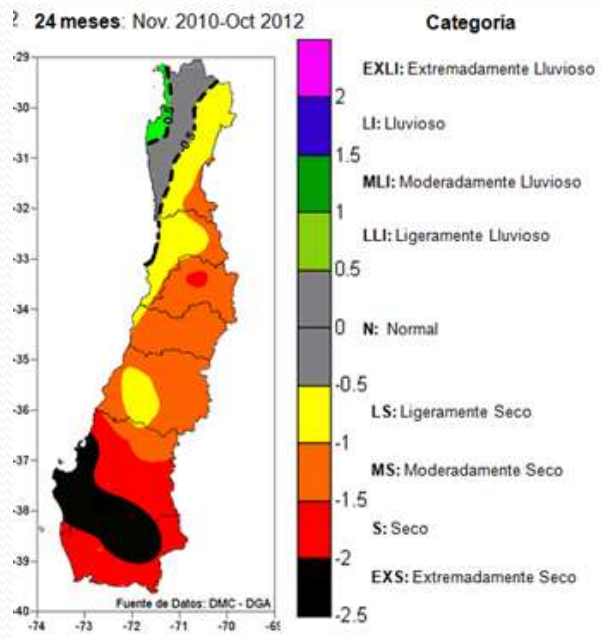 2 24 meses: Nov. 2010-Oct 2012
Categoría
-29
-30
-31
-32
-33
-34
-35
-36
-37
-38
-39
-40
-74 -73 -72 -71 -70 -69
Fuente de Datos: DMC - DGA
2
1.5
1
0.5
0
-0.5
-1
-1.5
-2
-2.5
EXLI: Extremadamente Lluvioso
LI: Lluvioso
MLI: Moderadamente Lluvioso
LLI: Ligeramente Lluvioso
N: Normal
LS: Ligeramente Seco
MS: Moderadamente Seco
S: Seco
EXS: Extremadamente Seco